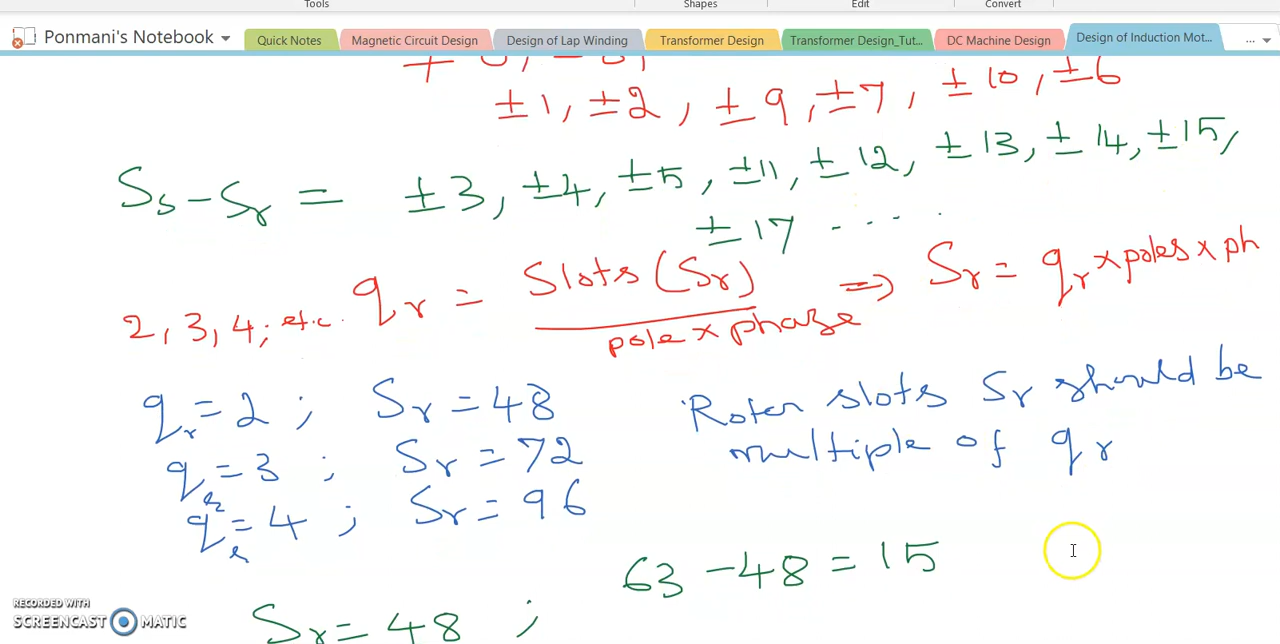 Tools Shapes Edit Convert
Ponmani's Notebook Quick Notes Magnetic Circuit Design Design of Lap Winding Transformer Design Transformer Design_Tut... DC Machine Design Design of Induction Mot... ...
±1, ±2, ±9, ±7, ±10, ±6
Ss - Sr = ±3, ±4, ±5, ±11, ±12, ±13, ±14, ±15,
±17 . . . .
2, 3, 4, etc. qr = Slots (Sr) / pole x phase => Sr = qr x poles x ph
qr = 2 ; Sr = 48
qr = 3 ; Sr = 72
qr = 4 ; Sr = 96
Rotor slots Sr should be
multiple of qr
63 - 48 = 15
Sr = 48 ;
RECORDED WITH
SCREENCAST MATIC